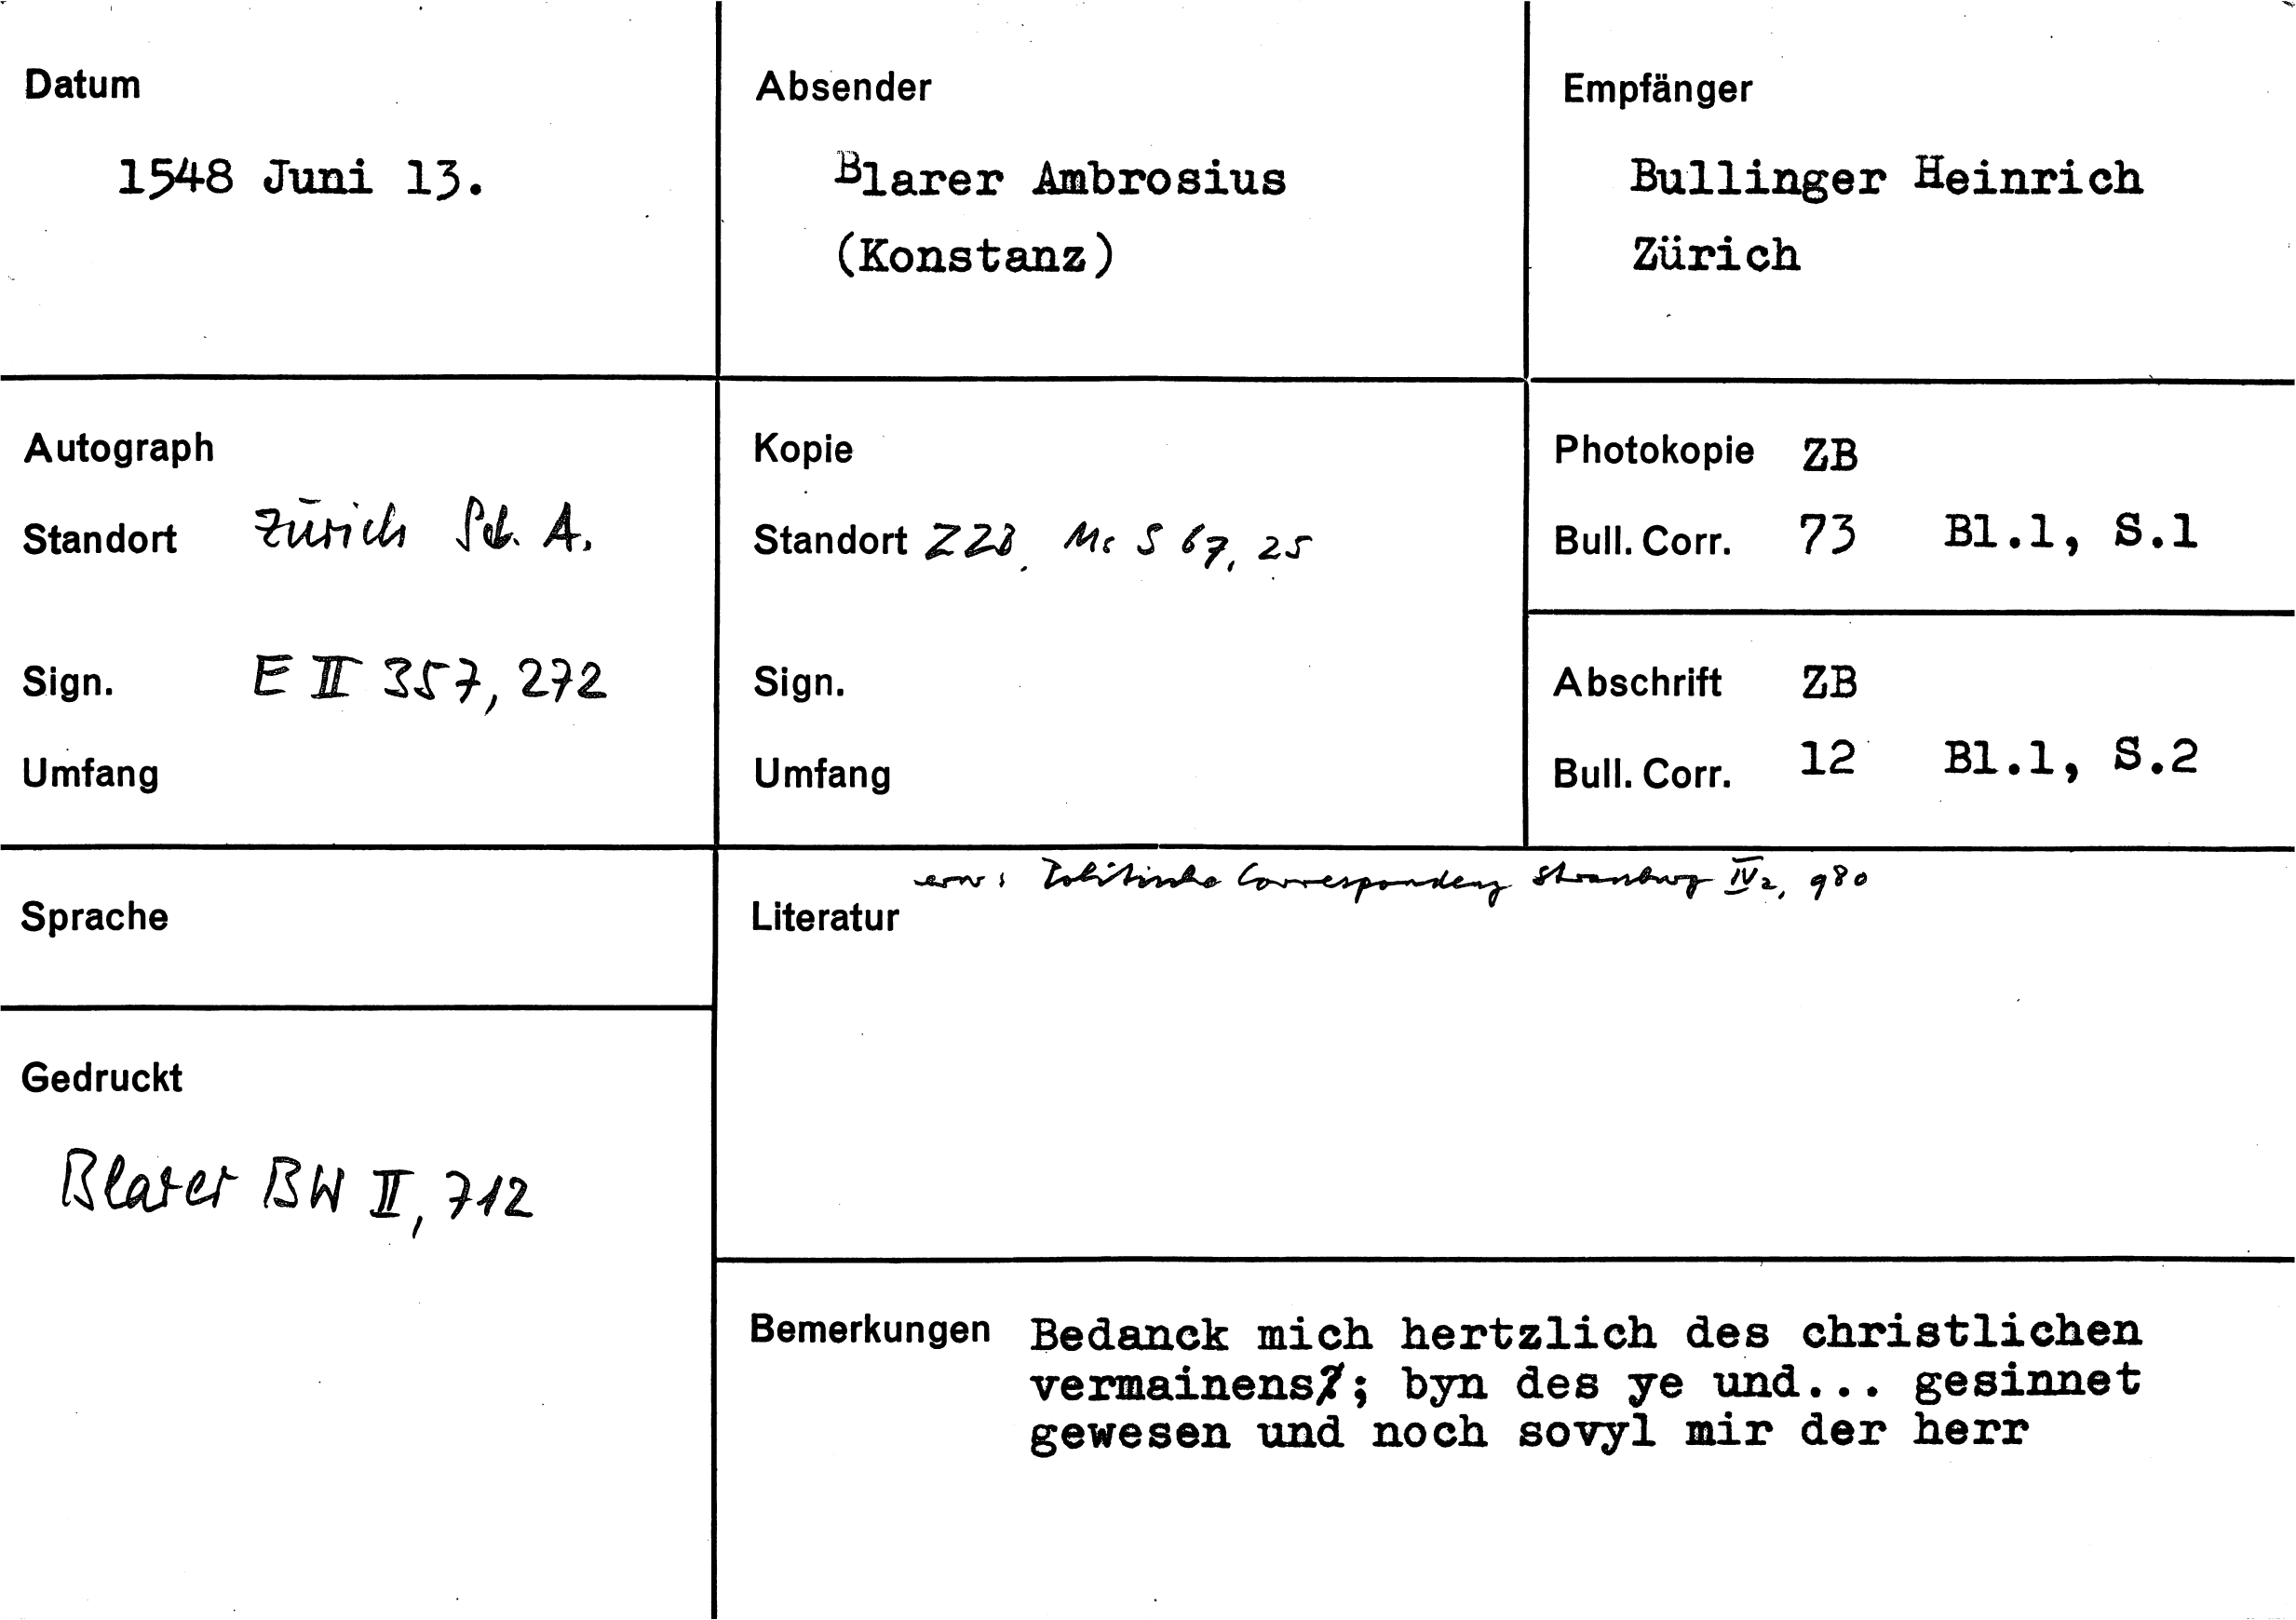 Datum
1548 Juni 13.
Absender
Blarer Ambrosius
(Konstanz)
Empfänger
Bullinger Heinrich
Zürich
Autograph
Standort Zürich St. A.
Sign. E II 357, 272
Umfang
Kopie
Standort ZZB, Ms S 67, 25
Sign.
Umfang
Photokopie ZB
Bull. Corr. 73 Bl.1, S.1
Abschrift ZB
Bull. Corr. 12 Bl.1, S.2
Sprache
Gedruckt
Blarer BW II, 712
erw: Politische Correspondenz Strassburg IV2, 980
Literatur
Bemerkungen Bedanck mich hertzlich des christlichen
vermainens; byn des ye und... gesinnet
gewesen und noch sovyl mir der herr